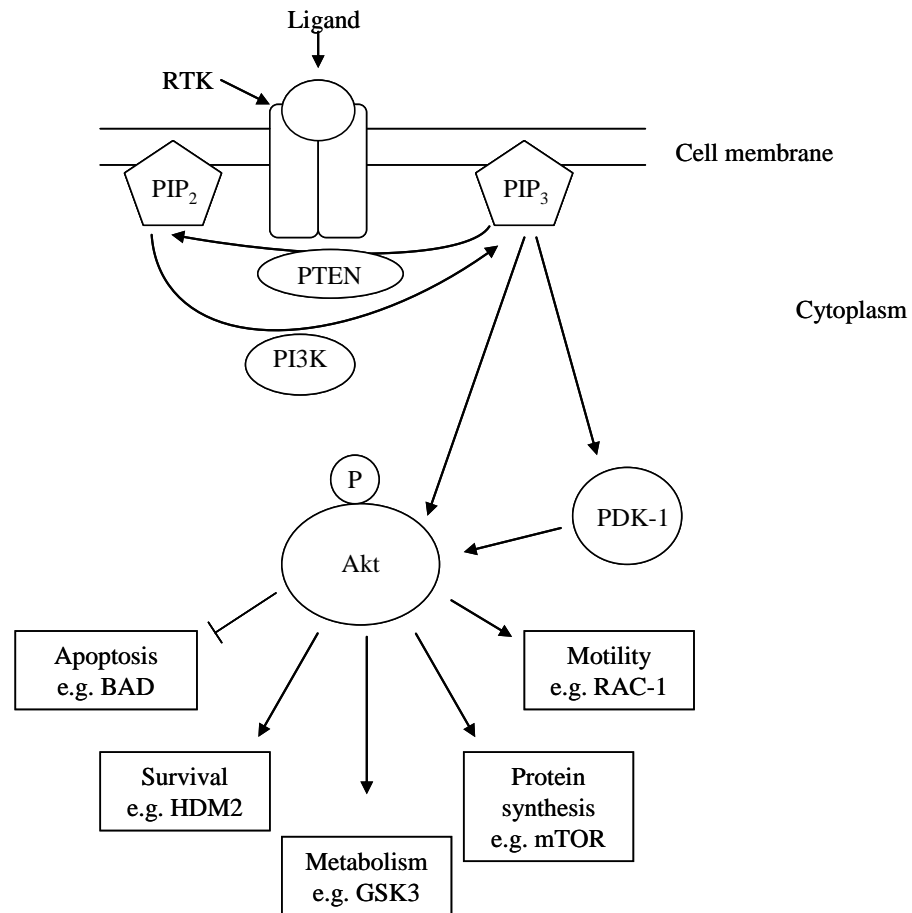 Ligand
RTK
Cell membrane
PIP2
PIP3
PTEN
Cytoplasm
PI3K
P
PDK-1
Akt
Apoptosis
e.g. BAD
Motility
e.g. RAC-1
Survival
e.g. HDM2
Protein
synthesis
e.g. mTOR
Metabolism
e.g. GSK3